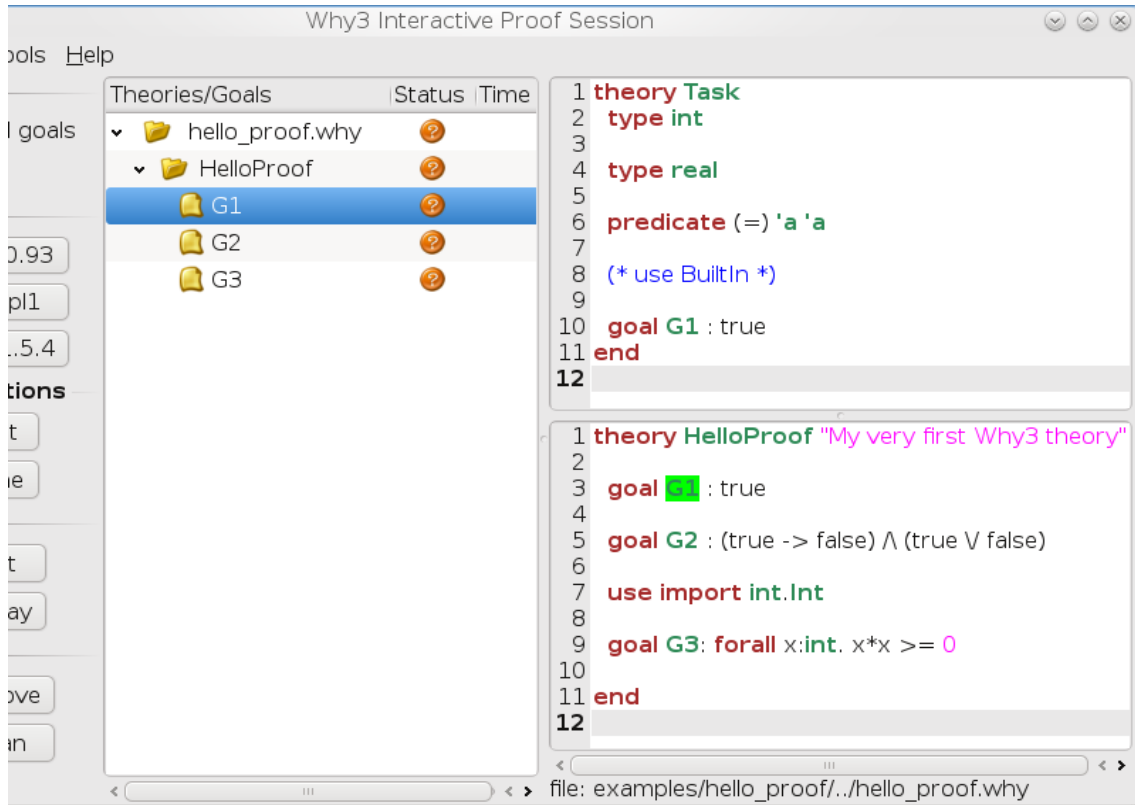 Why3 Interactive Proof Session
ools Help
goals
0.93
pl1
.5.4
tions
t
ne
t
ay
ove
an
Theories/Goals Status Time
hello_proof.why
HelloProof
G1
G2
G3
1 theory Task
2 type int
3
4 type real
5
6 predicate (=) 'a 'a
7
8 (* use BuiltIn *)
9
10 goal G1 : true
11 end
12
1 theory HelloProof "My very first Why3 theory"
2
3 goal G1 : true
4
5 goal G2 : (true -> false) /\ (true \/ false)
6
7 use import int.Int
8
9 goal G3: forall x:int. x*x >= 0
10
11 end
12
file: examples/hello_proof/../hello_proof.why